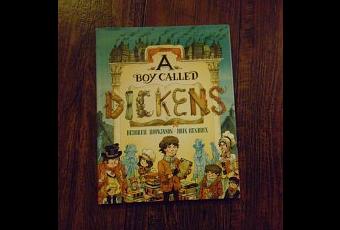 A
BOY CALLED
DICKENS
DEBORAH HOPKINSON · JOHN HENDRIX